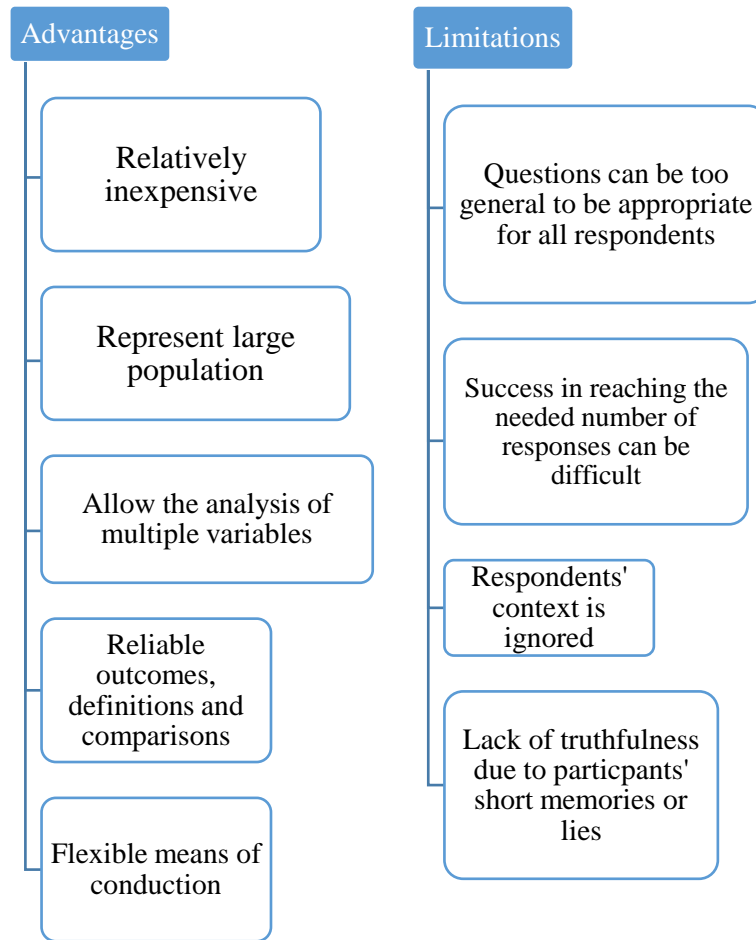 Advantages
Relatively
inexpensive
Represent large
population
Allow the analysis of
multiple variables
Reliable
outcomes,
definitions and
comparisons
Flexible means of
conduction
Limitations
Questions can be too
general to be appropriate
for all respondents
Success in reaching the
needed number of
responses can be
difficult
Respondents'
context is
ignored
Lack of truthfulness
due to particpants'
short memories or
lies